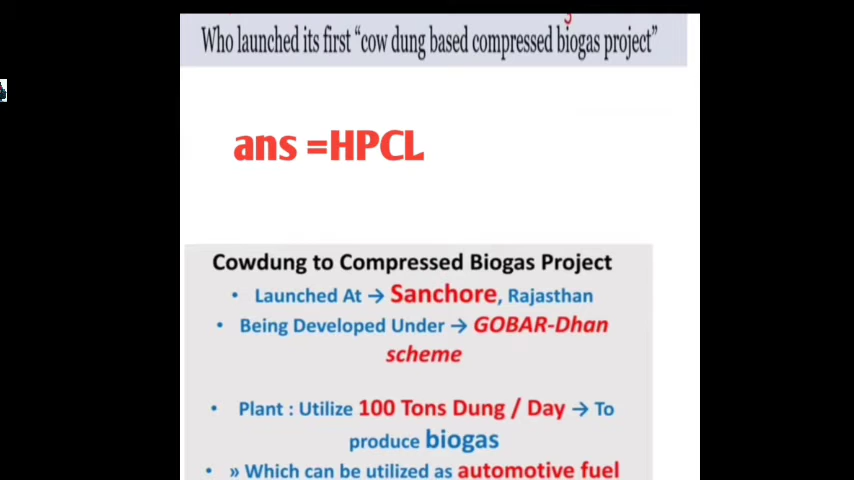 Who launched its first “cow dung based compressed biogas project”
ans =HPCL
Cowdung to Compressed Biogas Project
• Launched At → Sanchore, Rajasthan
• Being Developed Under → GOBAR-Dhan
scheme
• Plant : Utilize 100 Tons Dung / Day → To
produce biogas
• » Which can be utilized as automotive fuel